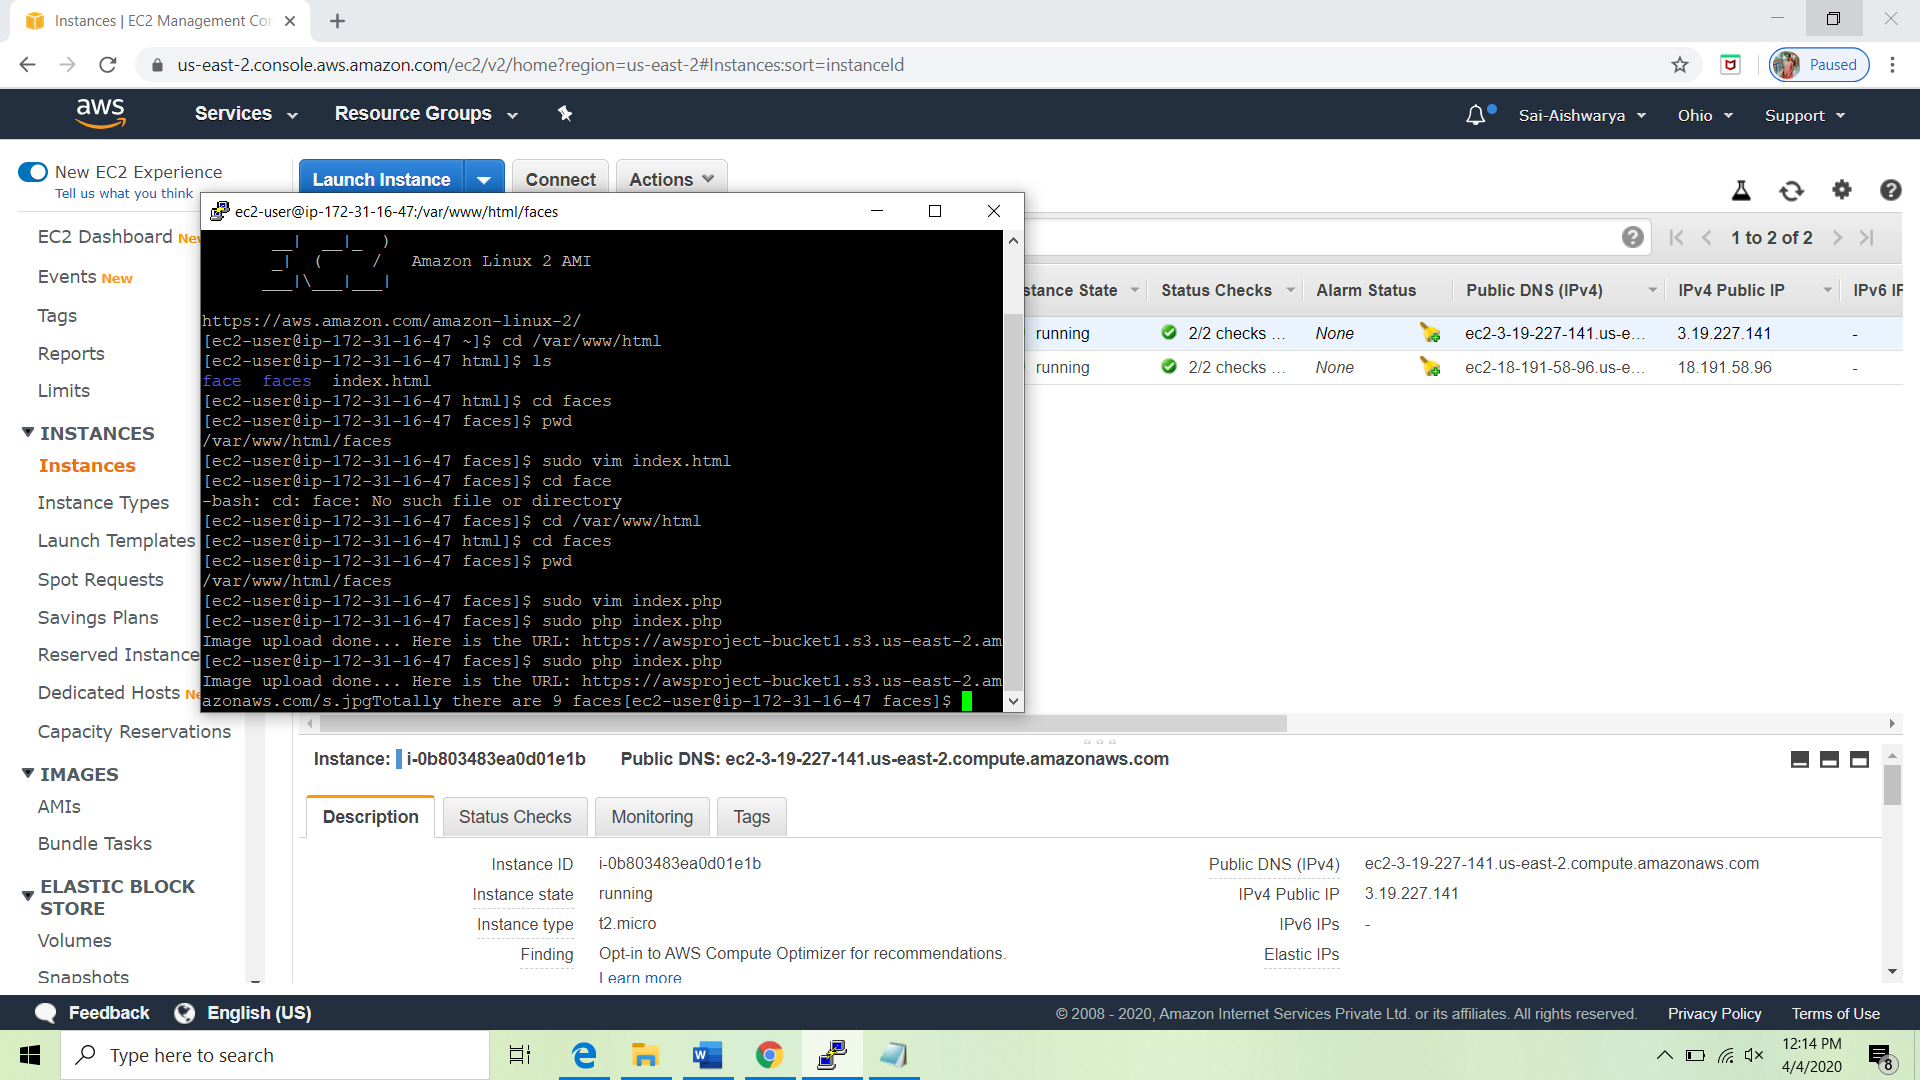 Instances | EC2 Management Con
us-east-2.console.aws.amazon.com/ec2/v2/home?region=us-east-2#Instances:sort=instanceId
Paused
aws
Services
Resource Groups
Sai-Aishwarya
Ohio
Support
New EC2 Experience
Tell us what you think
Launch Instance
Connect
Actions
EC2 Dashboard New
Events New
Tags
Reports
Limits
INSTANCES
Instances
Instance Types
Launch Templates
Spot Requests
Savings Plans
Reserved Instance
Dedicated Hosts Ne
Capacity Reservations
IMAGES
AMIs
Bundle Tasks
ELASTIC BLOCK
STORE
Volumes
Snapshots
ec2-user@ip-172-31-16-47:/var/www/html/faces
__|  __|_  )
_|  (     /   Amazon Linux 2 AMI
___|\___|___|
https://aws.amazon.com/amazon-linux-2/
[ec2-user@ip-172-31-16-47 ~]$ cd /var/www/html
[ec2-user@ip-172-31-16-47 html]$ ls
face  faces  index.html
[ec2-user@ip-172-31-16-47 html]$ cd faces
[ec2-user@ip-172-31-16-47 faces]$ pwd
/var/www/html/faces
[ec2-user@ip-172-31-16-47 faces]$ sudo vim index.html
[ec2-user@ip-172-31-16-47 faces]$ cd face
-bash: cd: face: No such file or directory
[ec2-user@ip-172-31-16-47 faces]$ cd /var/www/html
[ec2-user@ip-172-31-16-47 html]$ cd faces
[ec2-user@ip-172-31-16-47 faces]$ pwd
/var/www/html/faces
[ec2-user@ip-172-31-16-47 faces]$ sudo vim index.php
[ec2-user@ip-172-31-16-47 faces]$ sudo php index.php
Image upload done... Here is the URL: https://awsproject-bucket1.s3.us-east-2.am
[ec2-user@ip-172-31-16-47 faces]$ sudo php index.php
Image upload done... Here is the URL: https://awsproject-bucket1.s3.us-east-2.am
azonaws.com/s.jpgTotally there are 9 faces[ec2-user@ip-172-31-16-47 faces]$
1 to 2 of 2
stance State
Status Checks
Alarm Status
Public DNS (IPv4)
IPv4 Public IP
IPv6 IP
running
2/2 checks ...
None
ec2-3-19-227-141.us-e...
3.19.227.141
-
running
2/2 checks ...
None
ec2-18-191-58-96.us-e...
18.191.58.96
-
Instance: i-0b803483ea0d01e1b
Public DNS: ec2-3-19-227-141.us-east-2.compute.amazonaws.com
Description
Status Checks
Monitoring
Tags
Instance ID
i-0b803483ea0d01e1b
Public DNS (IPv4)
ec2-3-19-227-141.us-east-2.compute.amazonaws.com
Instance state
running
IPv4 Public IP
3.19.227.141
Instance type
t2.micro
IPv6 IPs
-
Finding
Opt-in to AWS Compute Optimizer for recommendations.
Learn more
Elastic IPs
Feedback
English (US)
© 2008 - 2020, Amazon Internet Services Private Ltd. or its affiliates. All rights reserved.
Privacy Policy
Terms of Use
Type here to search
12:14 PM
4/4/2020
8